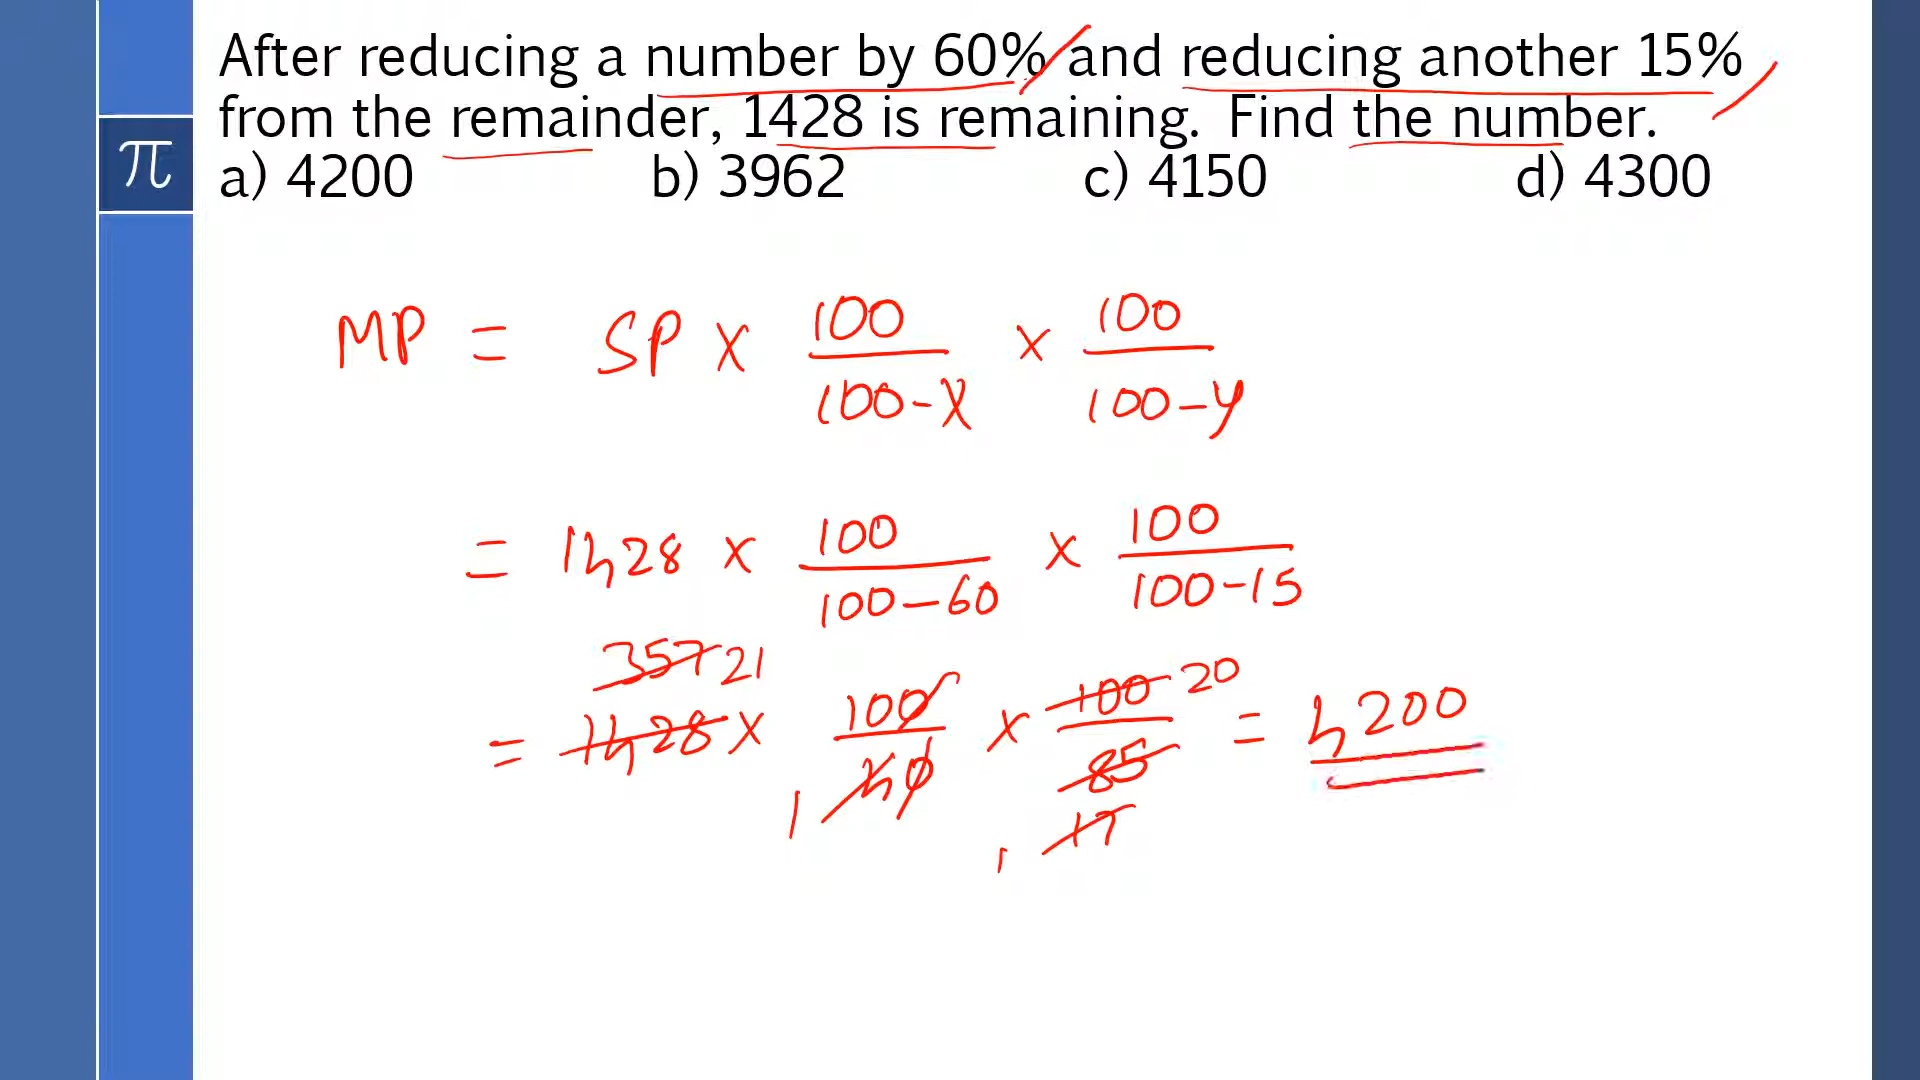 After reducing a number by 60% and reducing another 15%
from the remainder, 1428 is remaining. Find the number.
π
a) 4200 b) 3962 c) 4150 d) 4300
MP = SP x 100/100-x x 100/100-y
= 1428 x 100/100-60 x 100/100-15
357 21
= 1428 x 100/40 x 100/85 20 = 4200
1 17
1